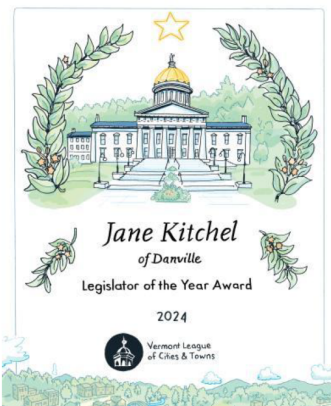 Jane Kitchel
of Danville
Legislator of the Year Award
2024
Vermont League
of Cities & Towns